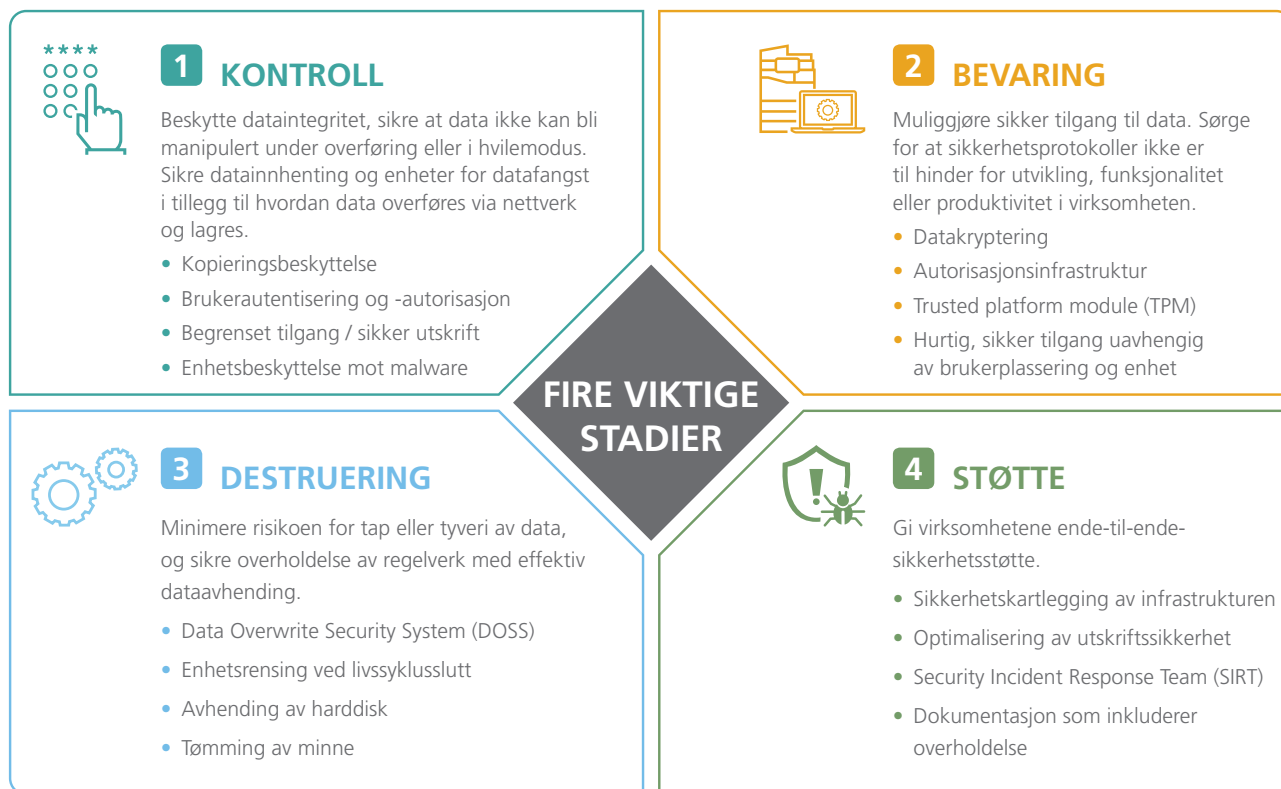 ****
1 KONTROLL
Beskytte dataintegritet, sikre at data ikke kan bli
manipulert under overføring eller i hvilemodus.
Sikre datainnhenting og enheter for datafangst
i tillegg til hvordan data overføres via nettverk
og lagres.
• Kopieringsbeskyttelse
• Brukerautentisering og -autorisasjon
• Begrenset tilgang / sikker utskrift
• Enhetsbeskyttelse mot malware
2 BEVARING
Muliggjøre sikker tilgang til data. Sørge
for at sikkerhetsprotokoller ikke er
til hinder for utvikling, funksjonalitet
eller produktivitet i virksomheten.
• Datakryptering
• Autorisasjonsinfrastruktur
• Trusted platform module (TPM)
• Hurtig, sikker tilgang uavhengig
av brukerplassering og enhet
FIRE VIKTIGE
STADIER
3 DESTRUERING
Minimere risikoen for tap eller tyveri av data,
og sikre overholdelse av regelverk med effektiv
dataavhending.
• Data Overwrite Security System (DOSS)
• Enhetsrensing ved livssyklusslutt
• Avhending av harddisk
• Tømming av minne
4 STØTTE
Gi virksomhetene ende-til-ende-
sikkerhetsstøtte.
• Sikkerhetskartlegging av infrastrukturen
• Optimalisering av utskriftssikkerhet
• Security Incident Response Team (SIRT)
• Dokumentasjon som inkluderer
overholdelse